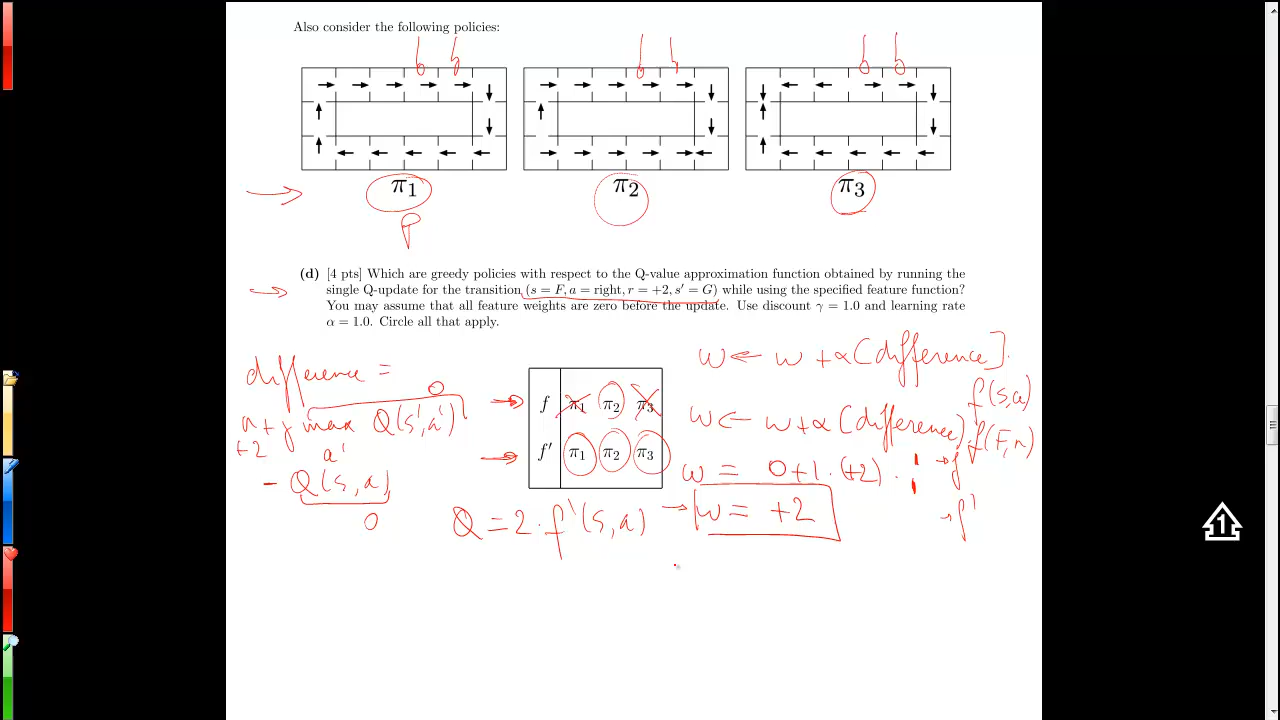 Also consider the following policies:
π1 π2 π3
(d) [4 pts] Which are greedy policies with respect to the Q-value approximation function obtained by running the
single Q-update for the transition (s = F, a = right, r = +2, s′ = G) while using the specified feature function?
You may assume that all feature weights are zero before the update. Use discount γ = 1.0 and learning rate
α = 1.0. Circle all that apply.
w ← w + α [difference].
f(s,a)
difference =
0
max Q(s',a')
+2
a'
- Q(s,a)
0
f π1 π2 π3
f′ π1 π2 π3
w ← w + α (difference). f(F,r)
w = 0 + 1 · (+2) · 1
→ f
→ w = +2
→ f'
Q = 2 · f'(s,a)
1